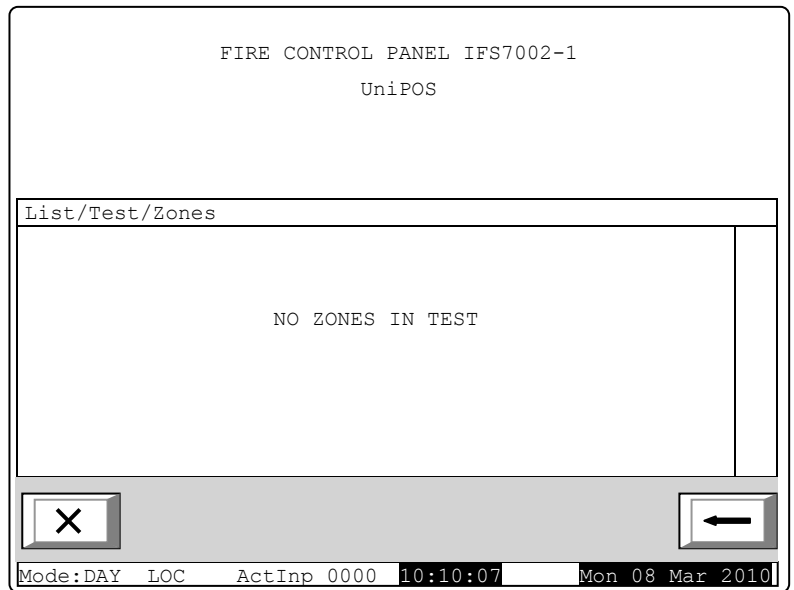 FIRE CONTROL PANEL IFS7002-1
UniPOS
List/Test/Zones
NO ZONES IN TEST
Mode:DAY LOC ActInp 0000 10:10:07 Mon 08 Mar 2010